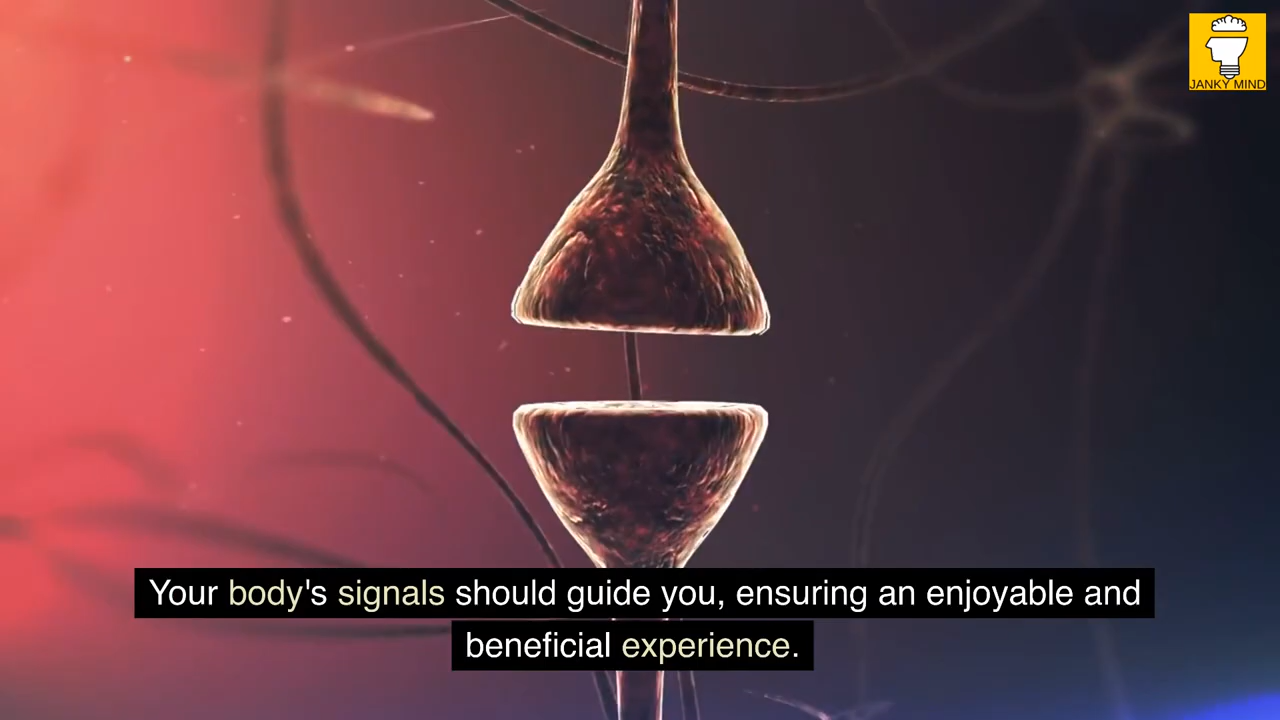 JANKY MIND
Your body's signals should guide you, ensuring an enjoyable and
beneficial experience.